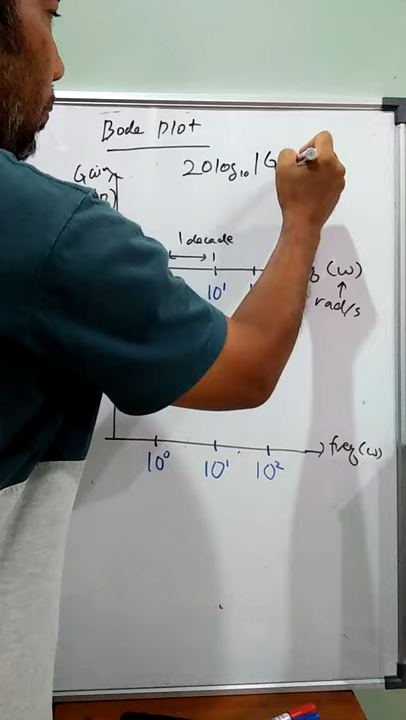 Bode plot
Gain
20log₁₀|G
1 decade
10¹
(ω)
rad/s
freq(ω)
10⁰ 10¹ 10²